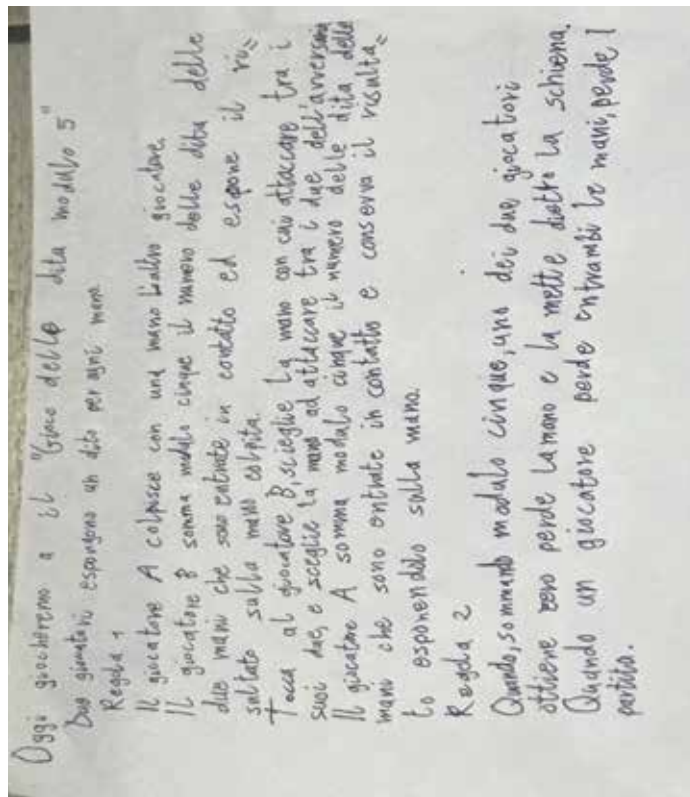 Oggi giocheremo a il "Gioco delle dita modulo 5"
Due giocatori espongono un dito per ogni mano.
Regola 1
Il giocatore A colpisce con una mano l'altro giocatore.
Il giocatore B somma modulo cinque il numero delle dita delle
due mani che sono entrate in contatto ed espone il ri=
sultato sulla mano colpita.
Tocca al giocatore B, scieglie la mano con cui attaccare tra i
suoi due, e sceglie la mano ad attaccare tra i due dell'avversario
Il giocatore A somma modulo cinque il numero delle dita delle
mani che sono entrate in contatto e conserva il risulta=
to esponendolo sulla mano.
Regola 2
Quando, sommando modulo cinque, uno dei due giocatori
ottiene zero perde la mano e la mette dietro la schiena.
Quando un giocatore perde entrambi le mani, perde l
partita.